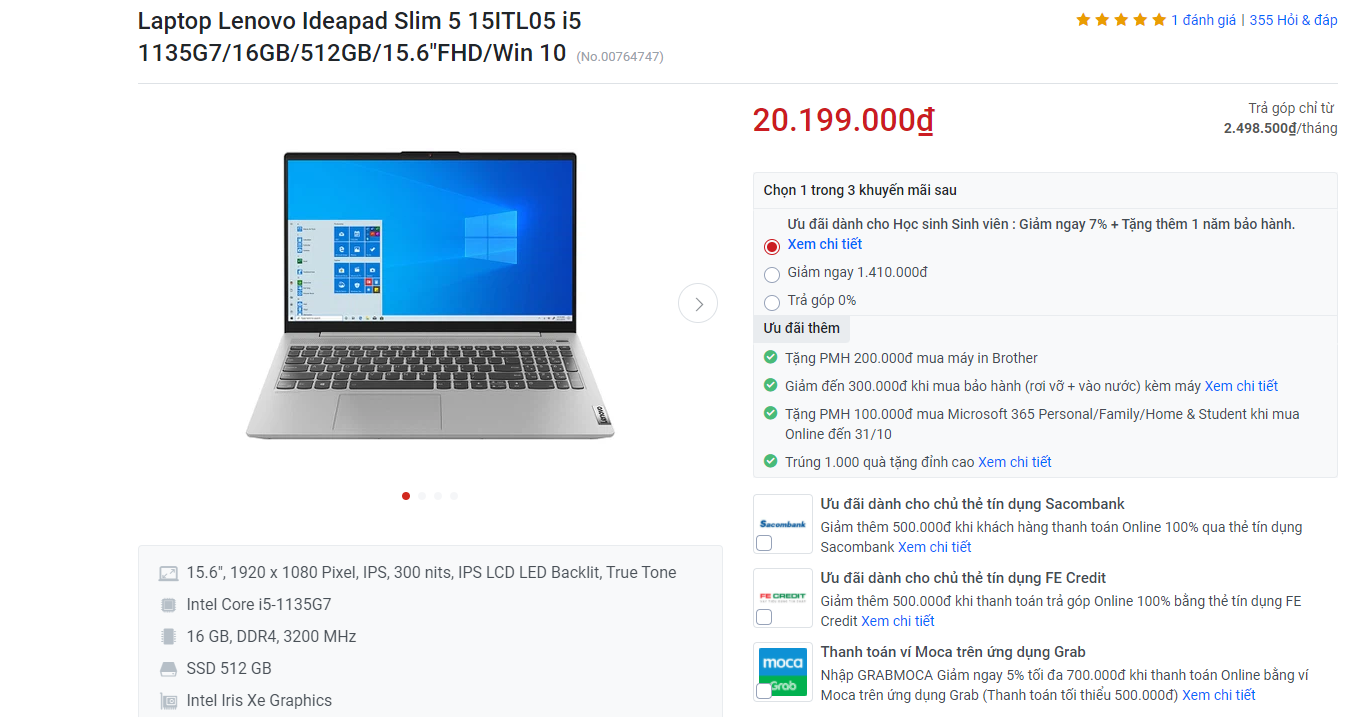 Laptop Lenovo Ideapad Slim 5 15ITL05 i5
1135G7/16GB/512GB/15.6"FHD/Win 10 (No.00764747)
1 đánh giá | 355 Hỏi & đáp
20.199.000₫
Trả góp chỉ từ
2.498.500₫/tháng
Chọn 1 trong 3 khuyến mãi sau
Ưu đãi dành cho Học sinh Sinh viên : Giảm ngay 7% + Tặng thêm 1 năm bảo hành.
Xem chi tiết
Giảm ngay 1.410.000đ
Trả góp 0%
Ưu đãi thêm
Tặng PMH 200.000đ mua máy in Brother
Giảm đến 300.000đ khi mua bảo hành (rơi vỡ + vào nước) kèm máy Xem chi tiết
Tặng PMH 100.000đ mua Microsoft 365 Personal/Family/Home & Student khi mua
Online đến 31/10
Trúng 1.000 quà tặng đỉnh cao Xem chi tiết
Sacombank
Ưu đãi dành cho chủ thẻ tín dụng Sacombank
Giảm thêm 500.000đ khi khách hàng thanh toán Online 100% qua thẻ tín dụng
Sacombank Xem chi tiết
FE CREDIT
Ưu đãi dành cho chủ thẻ tín dụng FE Credit
Giảm thêm 500.000đ khi thanh toán trả góp Online 100% bằng thẻ tín dụng FE
Credit Xem chi tiết
moca
Grab
Thanh toán ví Moca trên ứng dụng Grab
Nhập GRABMOCA Giảm ngay 5% tối đa 700.000đ khi thanh toán Online bằng ví
Moca trên ứng dụng Grab (Thanh toán tối thiểu 500.000đ) Xem chi tiết
Lenovo
15.6", 1920 x 1080 Pixel, IPS, 300 nits, IPS LCD LED Backlit, True Tone
Intel Core i5-1135G7
16 GB, DDR4, 3200 MHz
SSD 512 GB
Intel Iris Xe Graphics